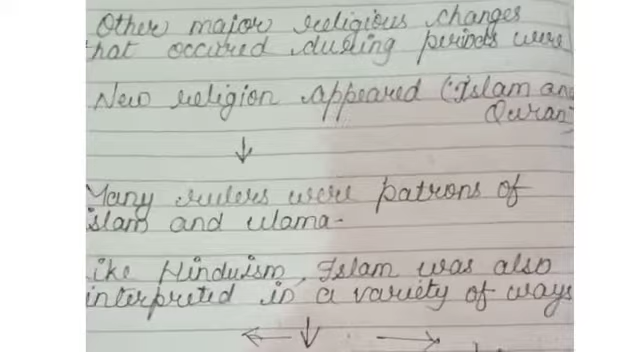 Other major religious changes
that occured during periods were
New religion appeared (Islam and
Quran)
↓
Many rulers were patrons of
islam and ulama-
Like Hinduism, Islam was also
interpreted in a variety of ways
← ↓ →